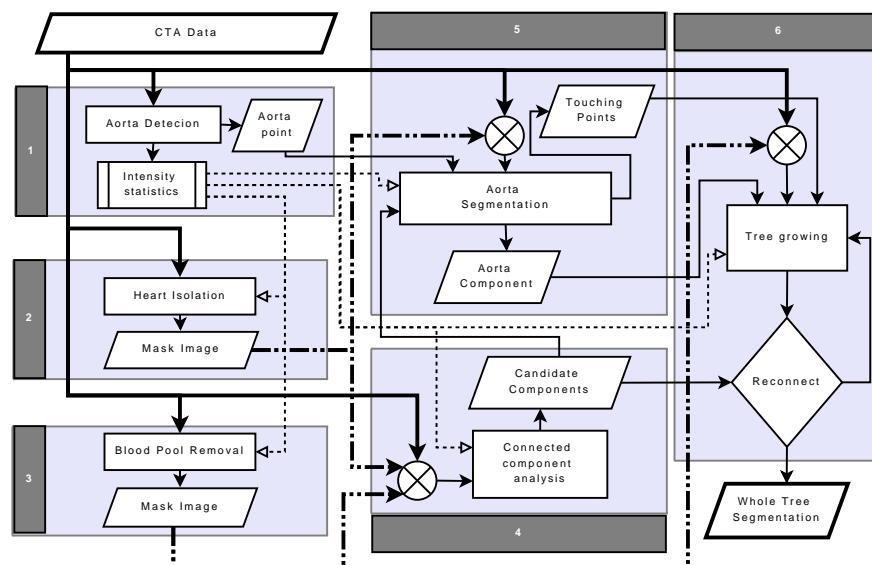 CTA Data
1
Aorta Detecion
Aorta
point
Intensity
statistics
2
Heart Isolation
Mask Image
3
Blood Pool Removal
Mask Image
5
Touching
Points
Aorta
Segmentation
Aorta
Component
Candidate
Components
Connected
component
analysis
4
6
Tree growing
Reconnect
Whole Tree
Segmentation